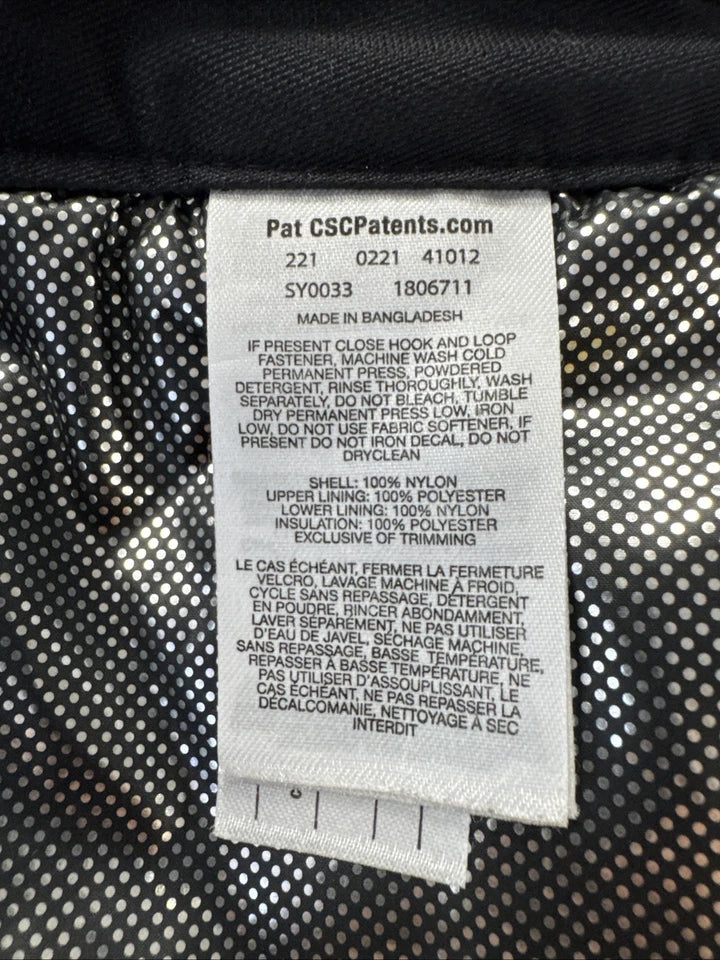 Pat CSCPatents.com
221 0221 41012
SY0033 1806711
MADE IN BANGLADESH
IF PRESENT CLOSE HOOK AND LOOP
FASTENER, MACHINE WASH COLD
PERMANENT PRESS, POWDERED
DETERGENT, RINSE THOROUGHLY, WASH
SEPARATELY, DO NOT BLEACH, TUMBLE
DRY PERMANENT PRESS LOW, IRON
LOW, DO NOT USE FABRIC SOFTENER, IF
PRESENT DO NOT IRON DECAL, DO NOT
DRYCLEAN
SHELL: 100% NYLON
UPPER LINING: 100% POLYESTER
LOWER LINING: 100% NYLON
INSULATION: 100% POLYESTER
EXCLUSIVE OF TRIMMING
LE CAS ÉCHÉANT, FERMER LA FERMETURE
VELCRO, LAVAGE MACHINE À FROID,
CYCLE SANS REPASSAGE, DÉTERGENT
EN POUDRE, RINCER ABONDAMMENT,
LAVER SÉPAREMENT, NE PAS UTILISER
D'EAU DE JAVEL, SÉCHAGE MACHINE,
SANS REPASSAGE, BASSE TEMPÉRATURE,
REPASSER À BASSE TEMPÉRATURE, NE
PAS UTILISER D'ASSOUPLISSANT, LE
CAS ÉCHÉANT, NE PAS REPASSER LA
DÉCALCOMANIE, NETTOYAGE À SEC
INTERDIT